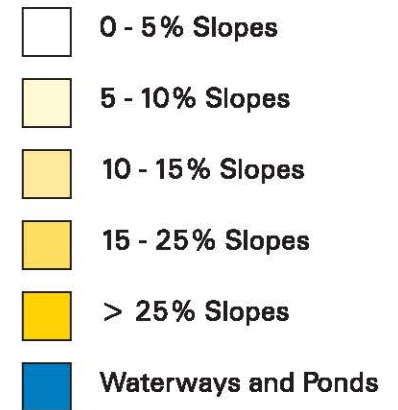 0 - 5% Slopes
5 - 10% Slopes
10 - 15% Slopes
15 - 25% Slopes
> 25% Slopes
Waterways and Ponds